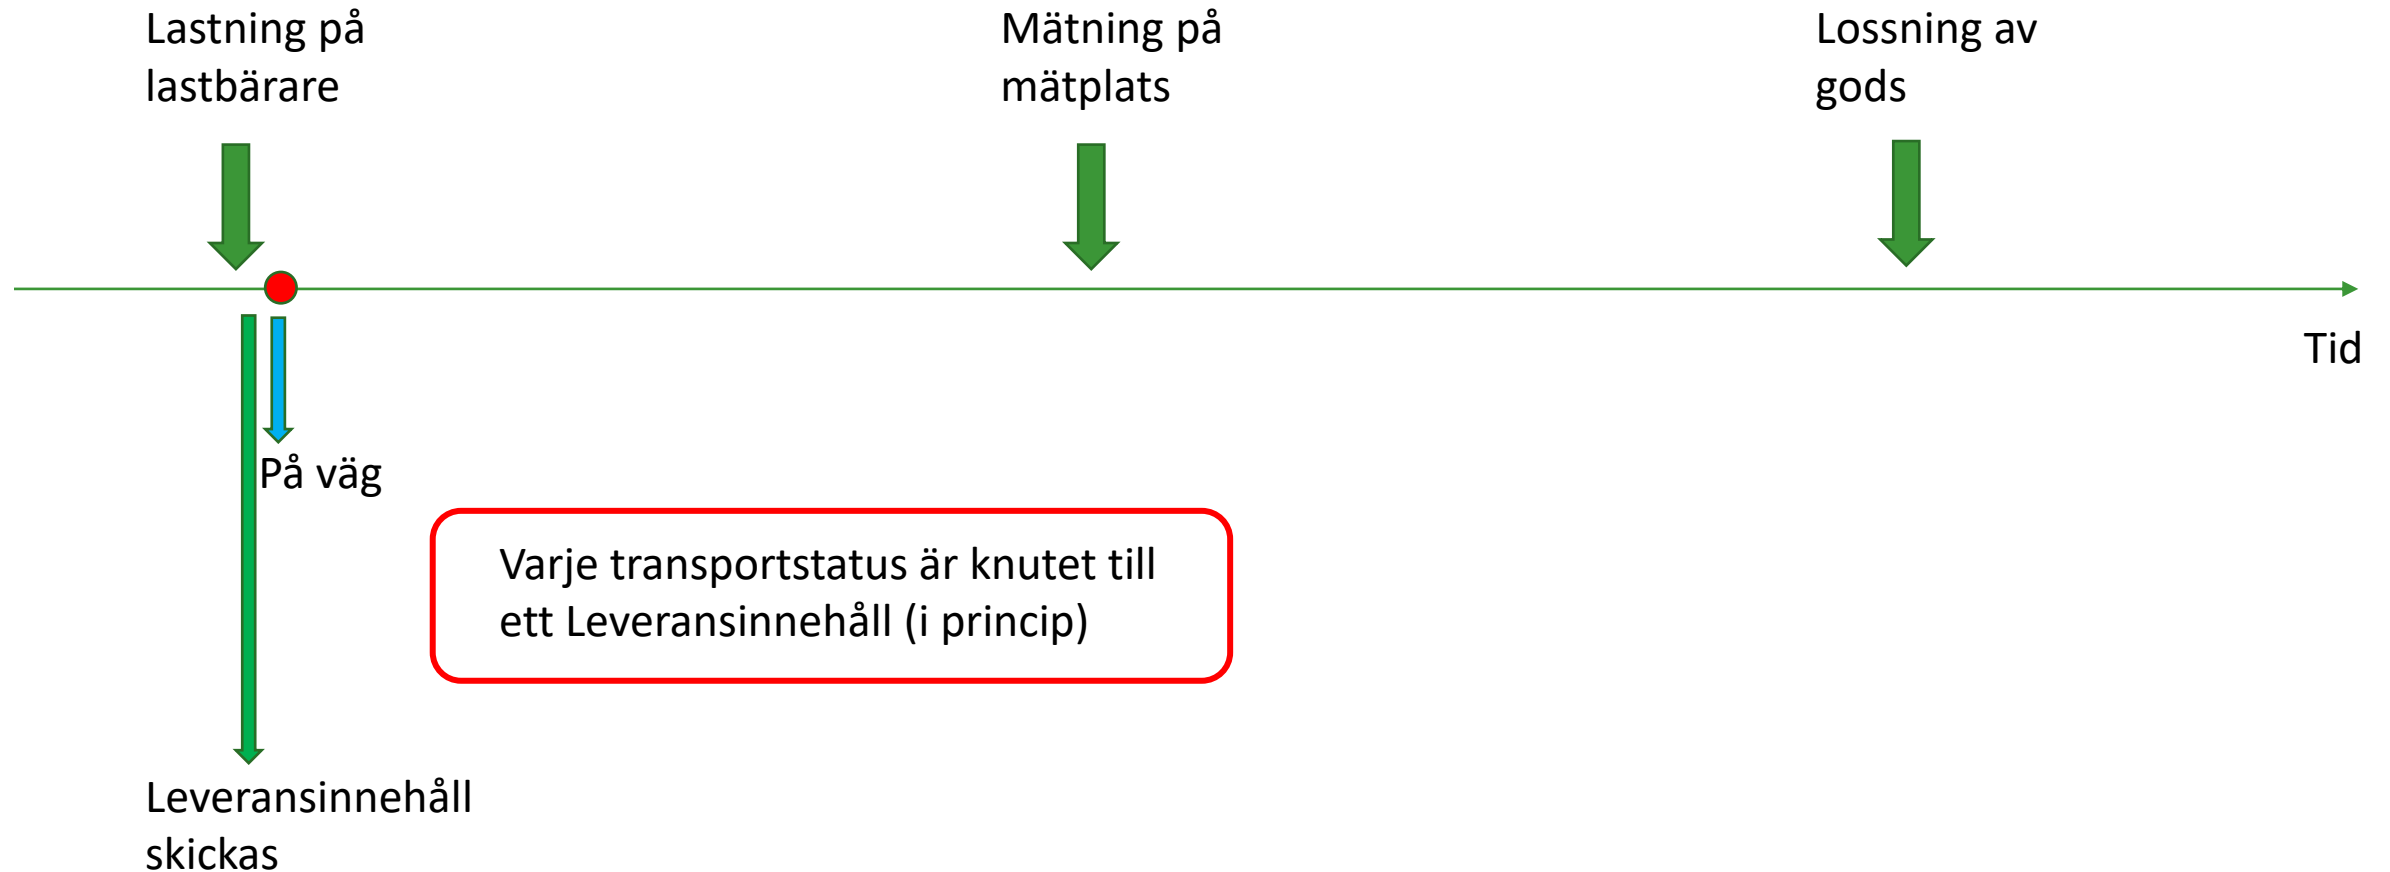 Lastning på
lastbärare
Mätning på
mätplats
Lossning av
gods
Tid
På väg
Varje transportstatus är knutet till
ett Leveransinnehåll (i princip)
Leveransinnehåll
skickas